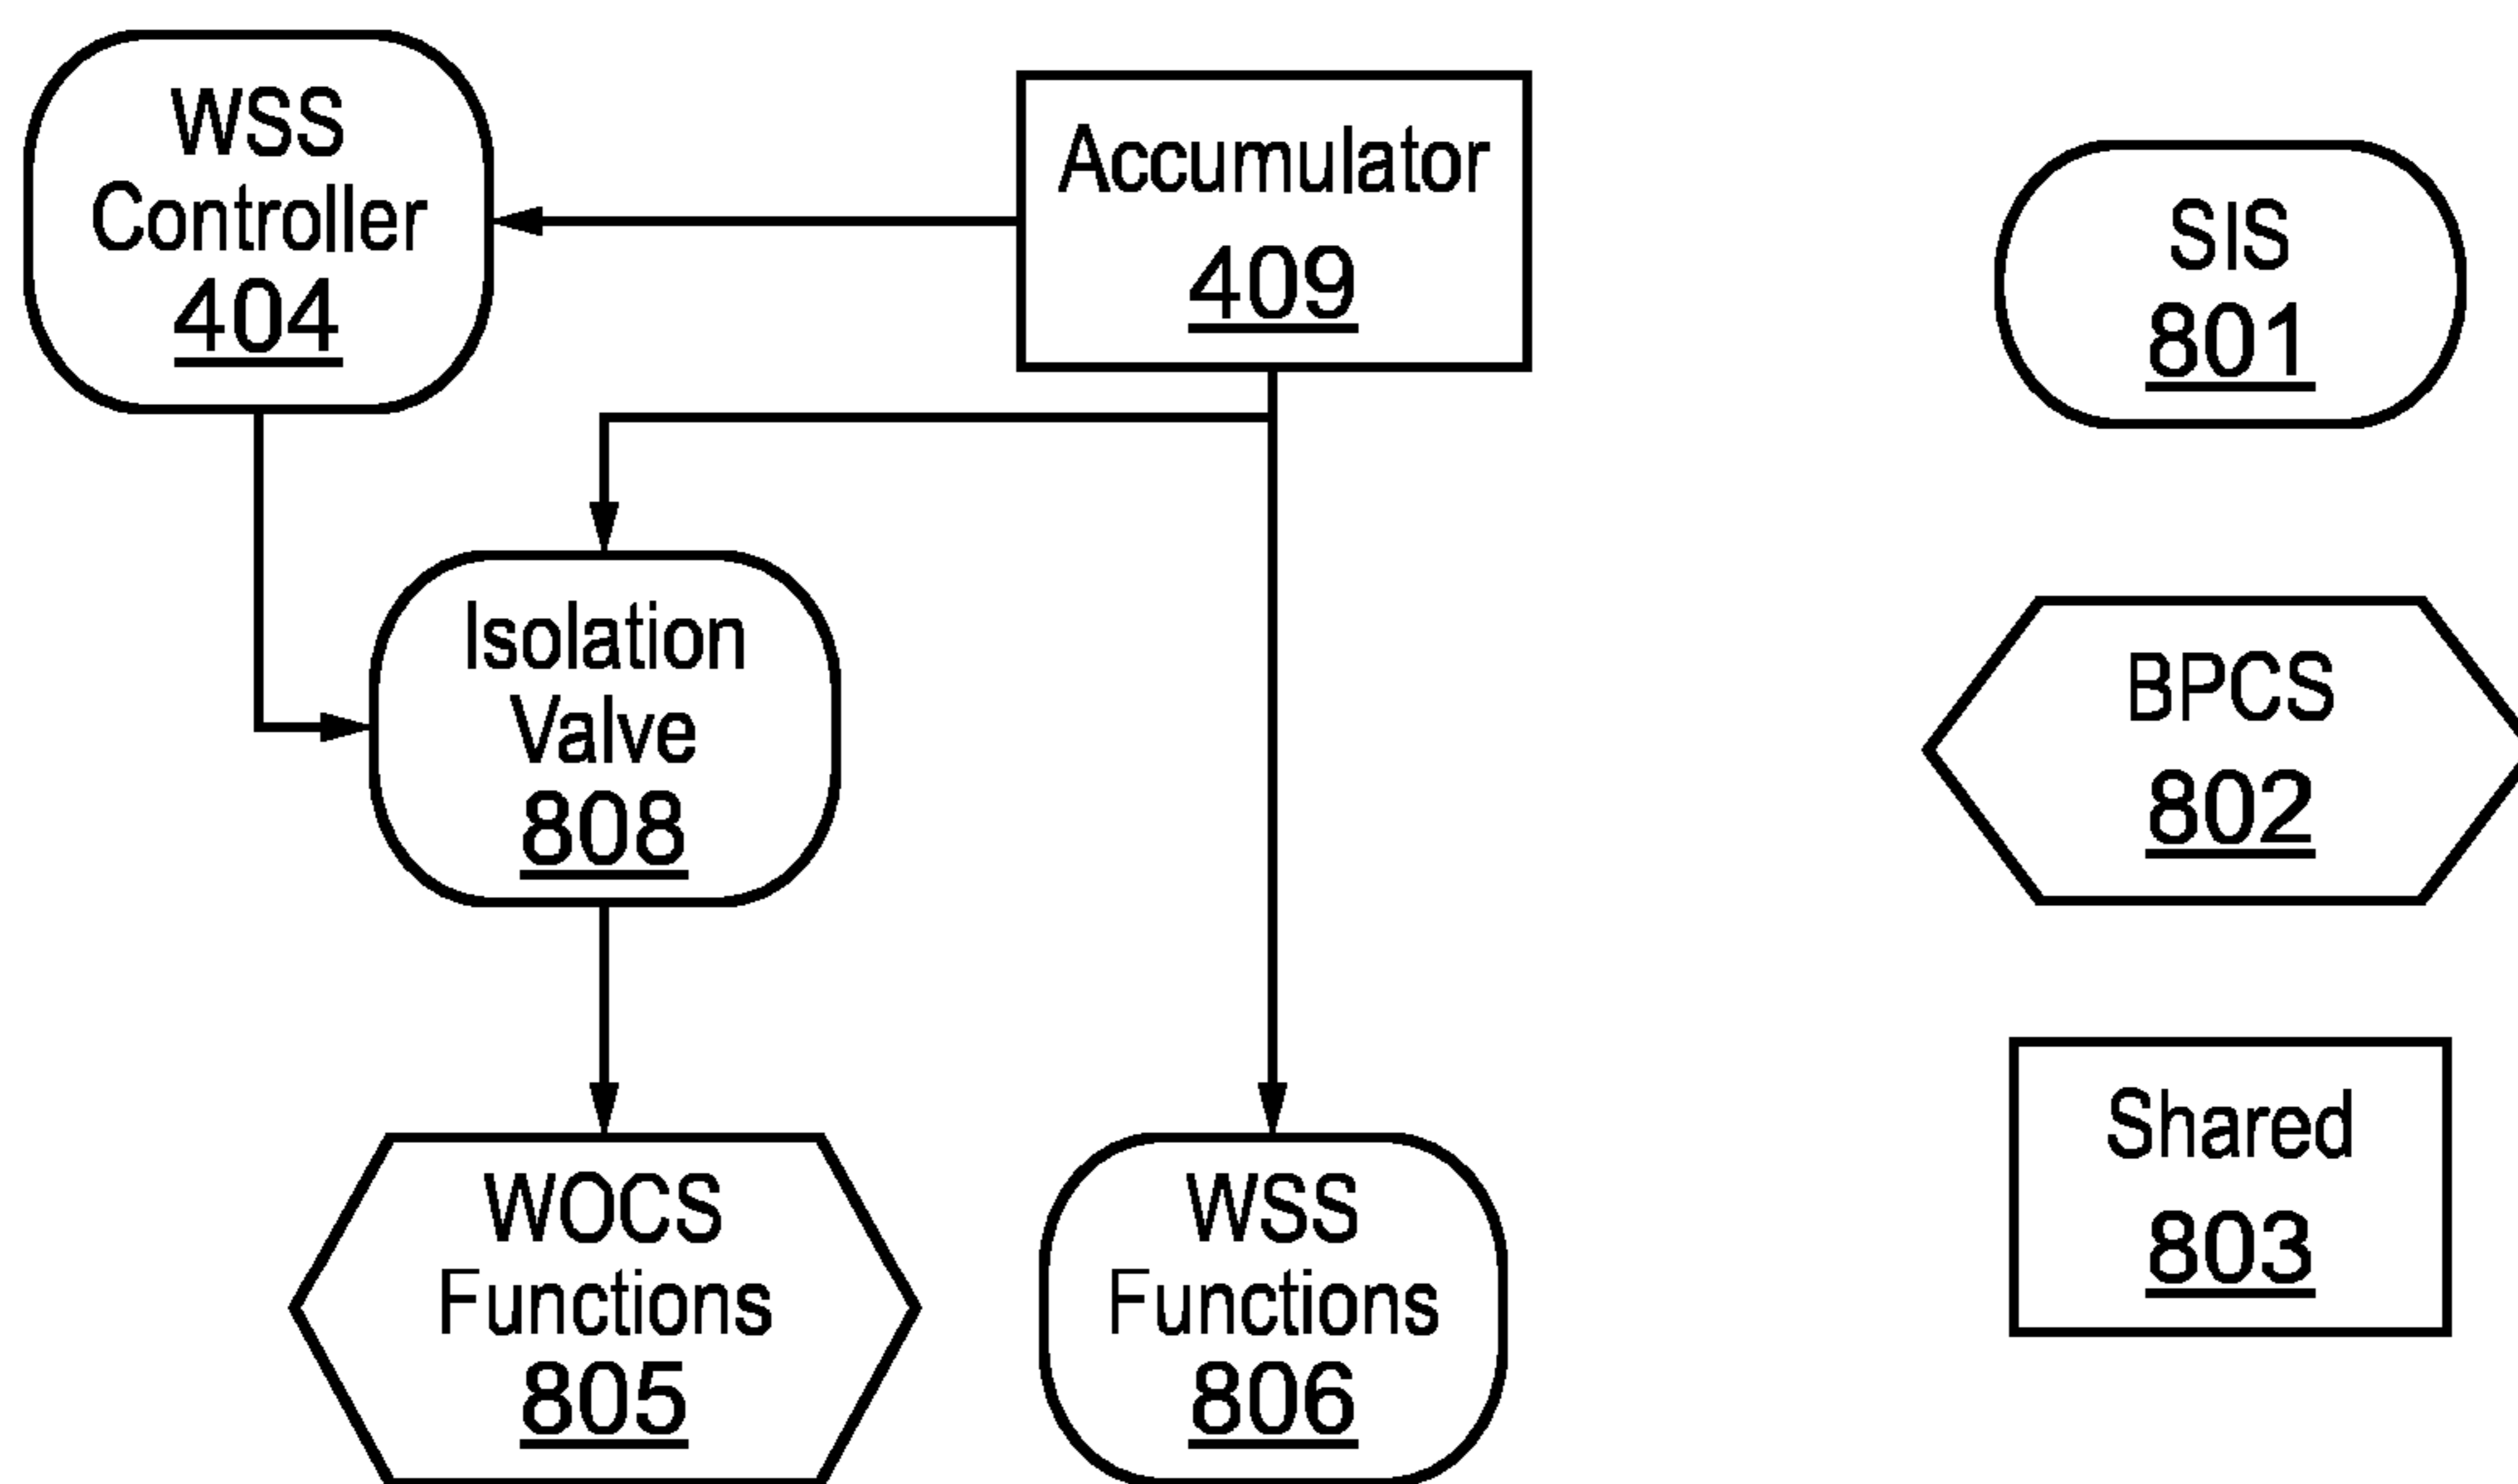 WSS
Controller
404
Accumulator
409
SIS
801
Isolation
Valve
808
BPCS
802
WOCS
Functions
805
WSS
Functions
806
Shared
803